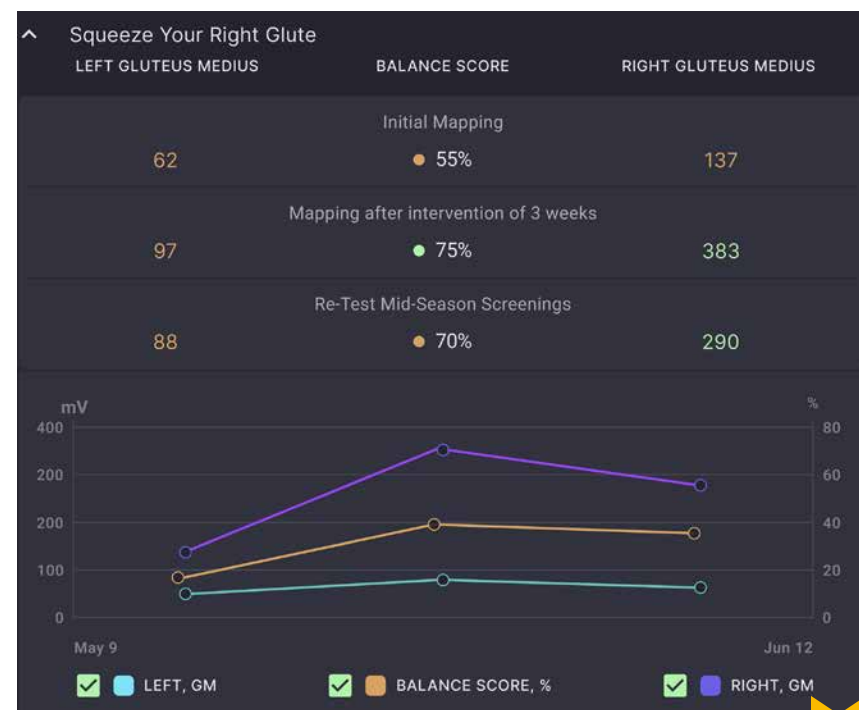 Squeeze Your Right Glute
LEFT GLUTEUS MEDIUS BALANCE SCORE RIGHT GLUTEUS MEDIUS
Initial Mapping
62 55% 137
Mapping after intervention of 3 weeks
97 75% 383
Re-Test Mid-Season Screenings
88 70% 290
mV %
400 80
200 60
200 40
100 20
0 0
May 9 Jun 12
LEFT, GM BALANCE SCORE, % RIGHT, GM